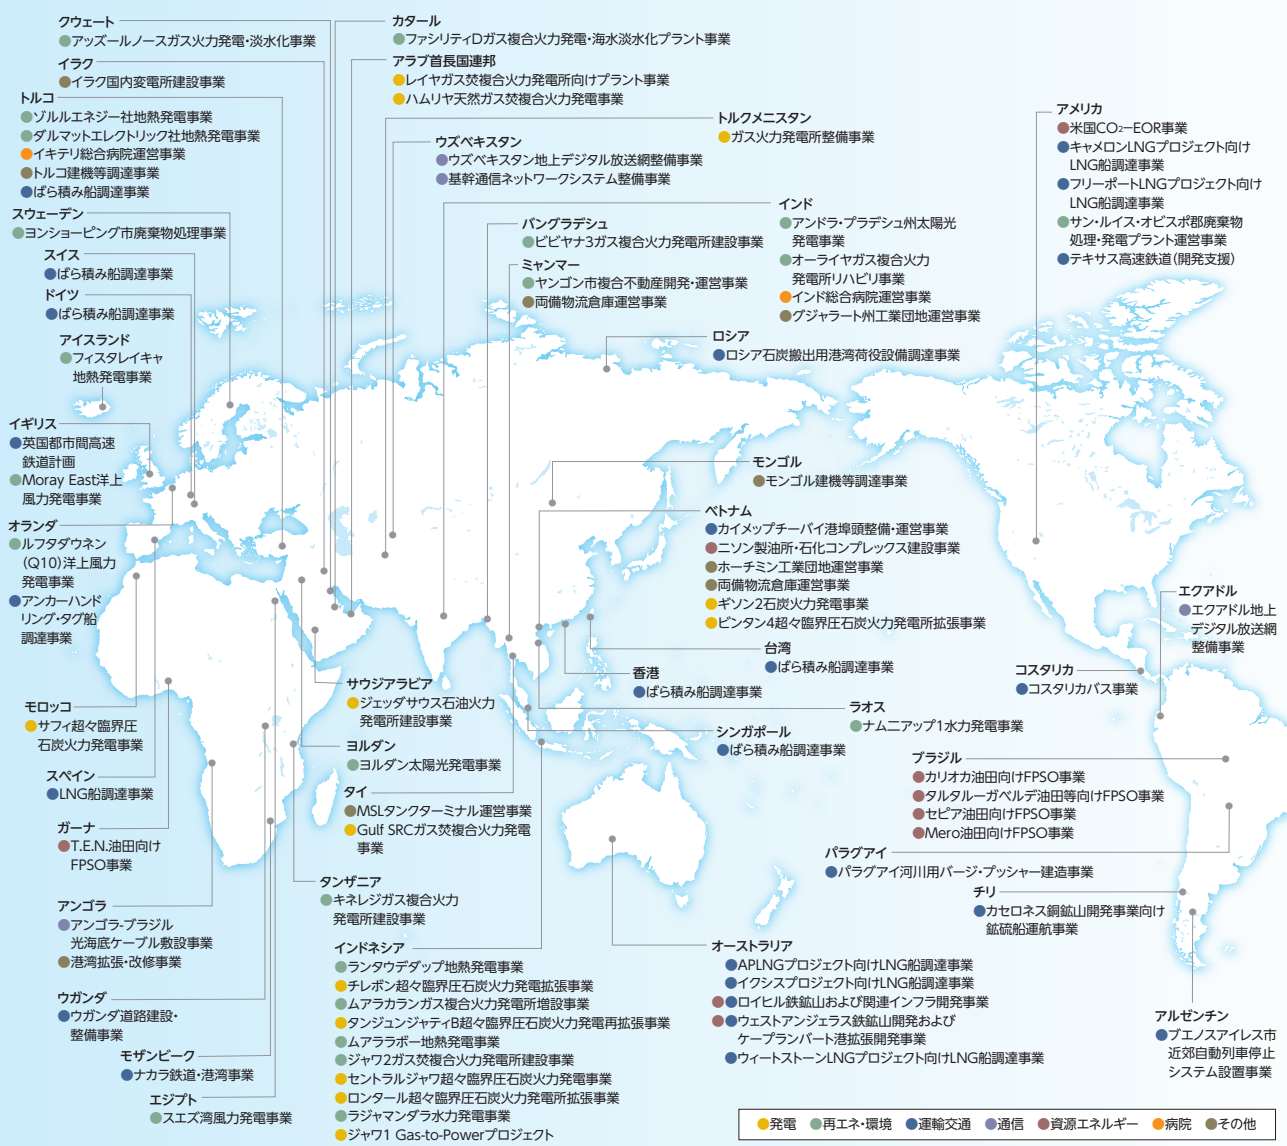 クウェート
アッズールノースガス火力発電・淡水化事業
イラク
イラク国内変電所建設事業
トルコ
ゾルルエネジー社地熱発電事業
ダルマットエレクトリック社地熱発電事業
イキテリ総合病院運営事業
トルコ建機等調達事業
ばら積み船調達事業
スウェーデン
ヨンショーピング市廃棄物処理事業
スイス
ばら積み船調達事業
ドイツ
ばら積み船調達事業
アイスランド
フィスタレイキャ
地熱発電事業
イギリス
英国都市間高速
鉄道計画
Moray East洋上
風力発電事業
オランダ
ルフタダウネン
(Q10)洋上風力
発電事業
アンカーハンド
リング・タグ船
調達事業
モロッコ
サフィ超々臨界圧
石炭火力発電事業
スペイン
LNG船調達事業
ガーナ
T.E.N.油田向け
FPSO事業
アンゴラ
アンゴラ-ブラジル
光海底ケーブル敷設事業
港湾拡張・改修事業
ウガンダ
ウガンダ道路建設・
整備事業
モザンビーク
ナカラ鉄道・港湾事業
エジプト
スエズ湾風力発電事業
カタール
ファシリティDガス複合火力発電・海水淡水化プラント事業
アラブ首長国連邦
レイヤガス焚複合火力発電所向けプラント事業
ハムリヤ天然ガス焚複合火力発電事業
トルクメニスタン
ガス火力発電所整備事業
ウズベキスタン
ウズベキスタン地上デジタル放送網整備事業
基幹通信ネットワークシステム整備事業
バングラデシュ
ビビヤナ3ガス複合火力発電所建設事業
ミャンマー
ヤンゴン市複合不動産開発・運営事業
両備物流倉庫運営事業
インド
アンドラ・プラデシュ州太陽光
発電事業
オーライヤガス複合火力
発電所リハビリ事業
インド総合病院運営事業
グジャラート州工業団地運営事業
ロシア
ロシア石炭搬出用港湾荷役設備調達事業
モンゴル
モンゴル建機等調達事業
ベトナム
カイメップチーバイ港埠頭整備・運営事業
ニソン製油所・石化コンプレックス建設事業
ホーチミン工業団地運営事業
両備物流倉庫運営事業
ギソン2石炭火力発電事業
ビンタン4超々臨界圧石炭火力発電所拡張事業
台湾
ばら積み船調達事業
香港
ばら積み船調達事業
ラオス
ナムニアップ1水力発電事業
シンガポール
ばら積み船調達事業
サウジアラビア
ジェッダサウス石油火力
発電所建設事業
ヨルダン
ヨルダン太陽光発電事業
タイ
MSLタンクターミナル運営事業
Gulf SRCガス焚複合火力発電
事業
タンザニア
キネレジガス複合火力
発電所建設事業
インドネシア
ランタウデダップ地熱発電事業
チレボン超々臨界圧石炭火力発電拡張事業
ムアラカランガス複合火力発電所増設事業
タンジュンジャティB超々臨界圧石炭火力発電再拡張事業
ムアララボー地熱発電事業
ジャワ2ガス焚複合火力発電所建設事業
セントラルジャワ超々臨界圧石炭火力発電事業
ロンタール超々臨界圧石炭火力発電所拡張事業
ラジャマンダラ水力発電事業
ジャワ1 Gas-to-Powerプロジェクト
アメリカ
米国CO₂-EOR事業
キャメロンLNGプロジェクト向け
LNG船調達事業
フリーポートLNGプロジェクト向け
LNG船調達事業
サン・ルイス・オビスポ郡廃棄物
処理・発電プラント運営事業
テキサス高速鉄道(開発支援)
エクアドル
エクアドル地上
デジタル放送網
整備事業
コスタリカ
コスタリカバス事業
ブラジル
カリオカ油田向けFPSO事業
タルタルーガベルデ油田等向けFPSO事業
セピア油田向けFPSO事業
Mero油田向けFPSO事業
パラグアイ
パラグアイ河川用バージ・プッシャー建造事業
チリ
カセロネス銅鉱山開発事業向け
鉱硫船運航事業
オーストラリア
APLNGプロジェクト向けLNG船調達事業
イクシスプロジェクト向けLNG船調達事業
ロイヒル鉄鉱山および関連インフラ開発事業
ウェストアンジェラス鉄鉱山開発および
ケープランバート港拡張開発事業
ウィートストーンLNGプロジェクト向けLNG船調達事業
アルゼンチン
ブエノスアイレス市
近郊自動列車停止
システム設置事業
発電 再エネ・環境 運輸交通 通信 資源エネルギー 病院 その他